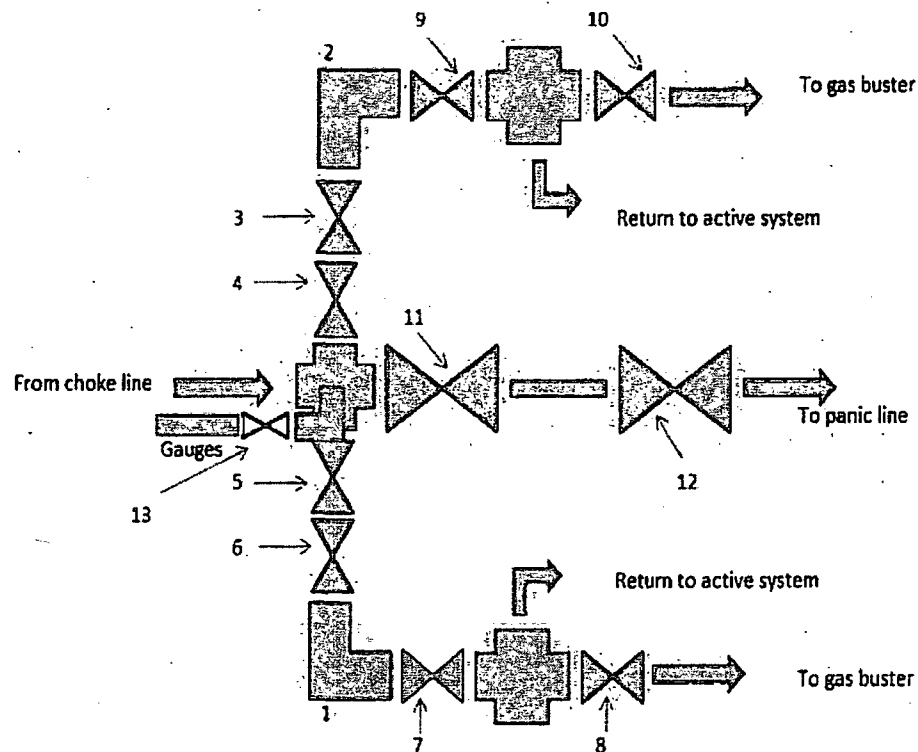 9
10
2
To gas buster
3
Return to active system
4
11
From choke line
To panic line
Gauges
5
12
13
6
Return to active system
To gas buster
1
7
8